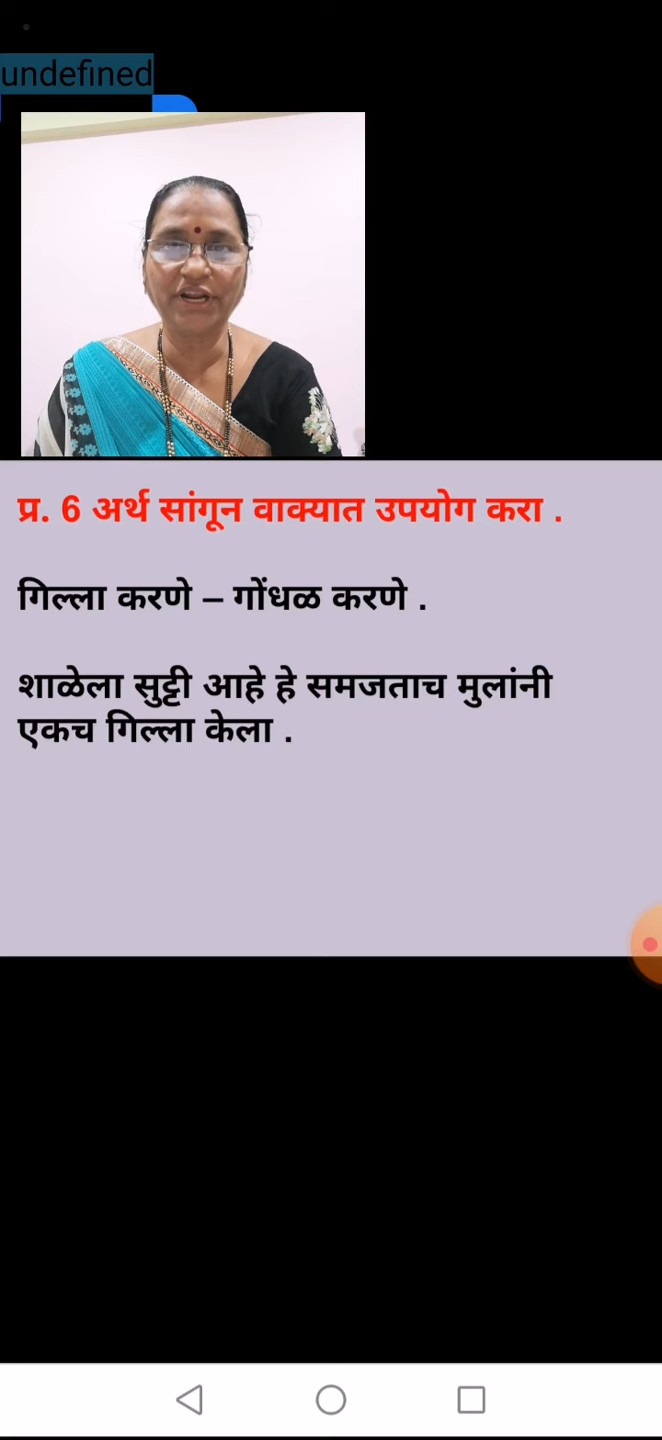 undefined
प्र. 6 अर्थ सांगून वाक्यात उपयोग करा .
गिल्ला करणे – गोंधळ करणे .
शाळेला सुट्टी आहे हे समजताच मुलांनी
एकच गिल्ला केला .